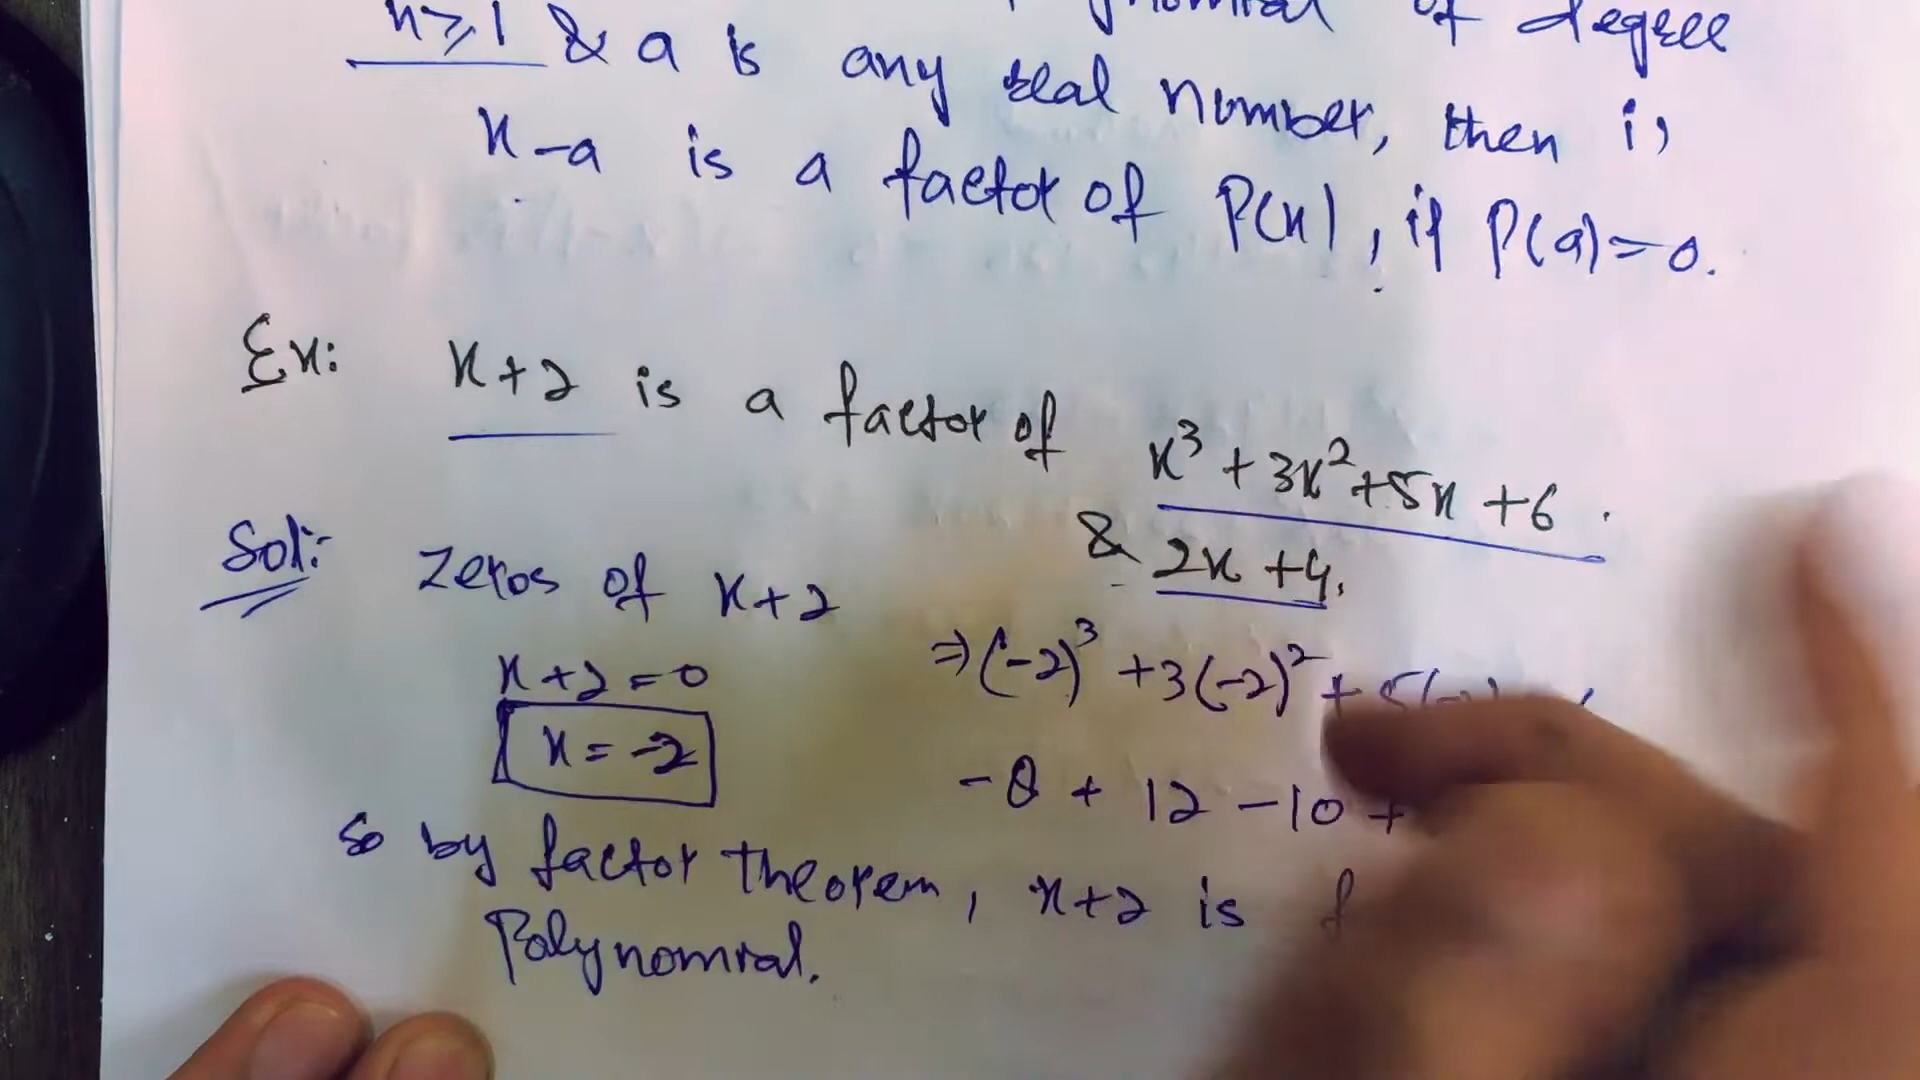 of degree
n≥1 & a is any real number, then i,
x-a is a factor of P(x), if P(a)=0.
Ex: x+2 is a factor of x³+3x²+5x+6.
& 2x+4.
Sol: Zeros of x+2
x+2=0
x=-2
⇒(-2)³+3(-2)²+
-8+12-10+
So by factor theorem, x+2 is
Polynomial.